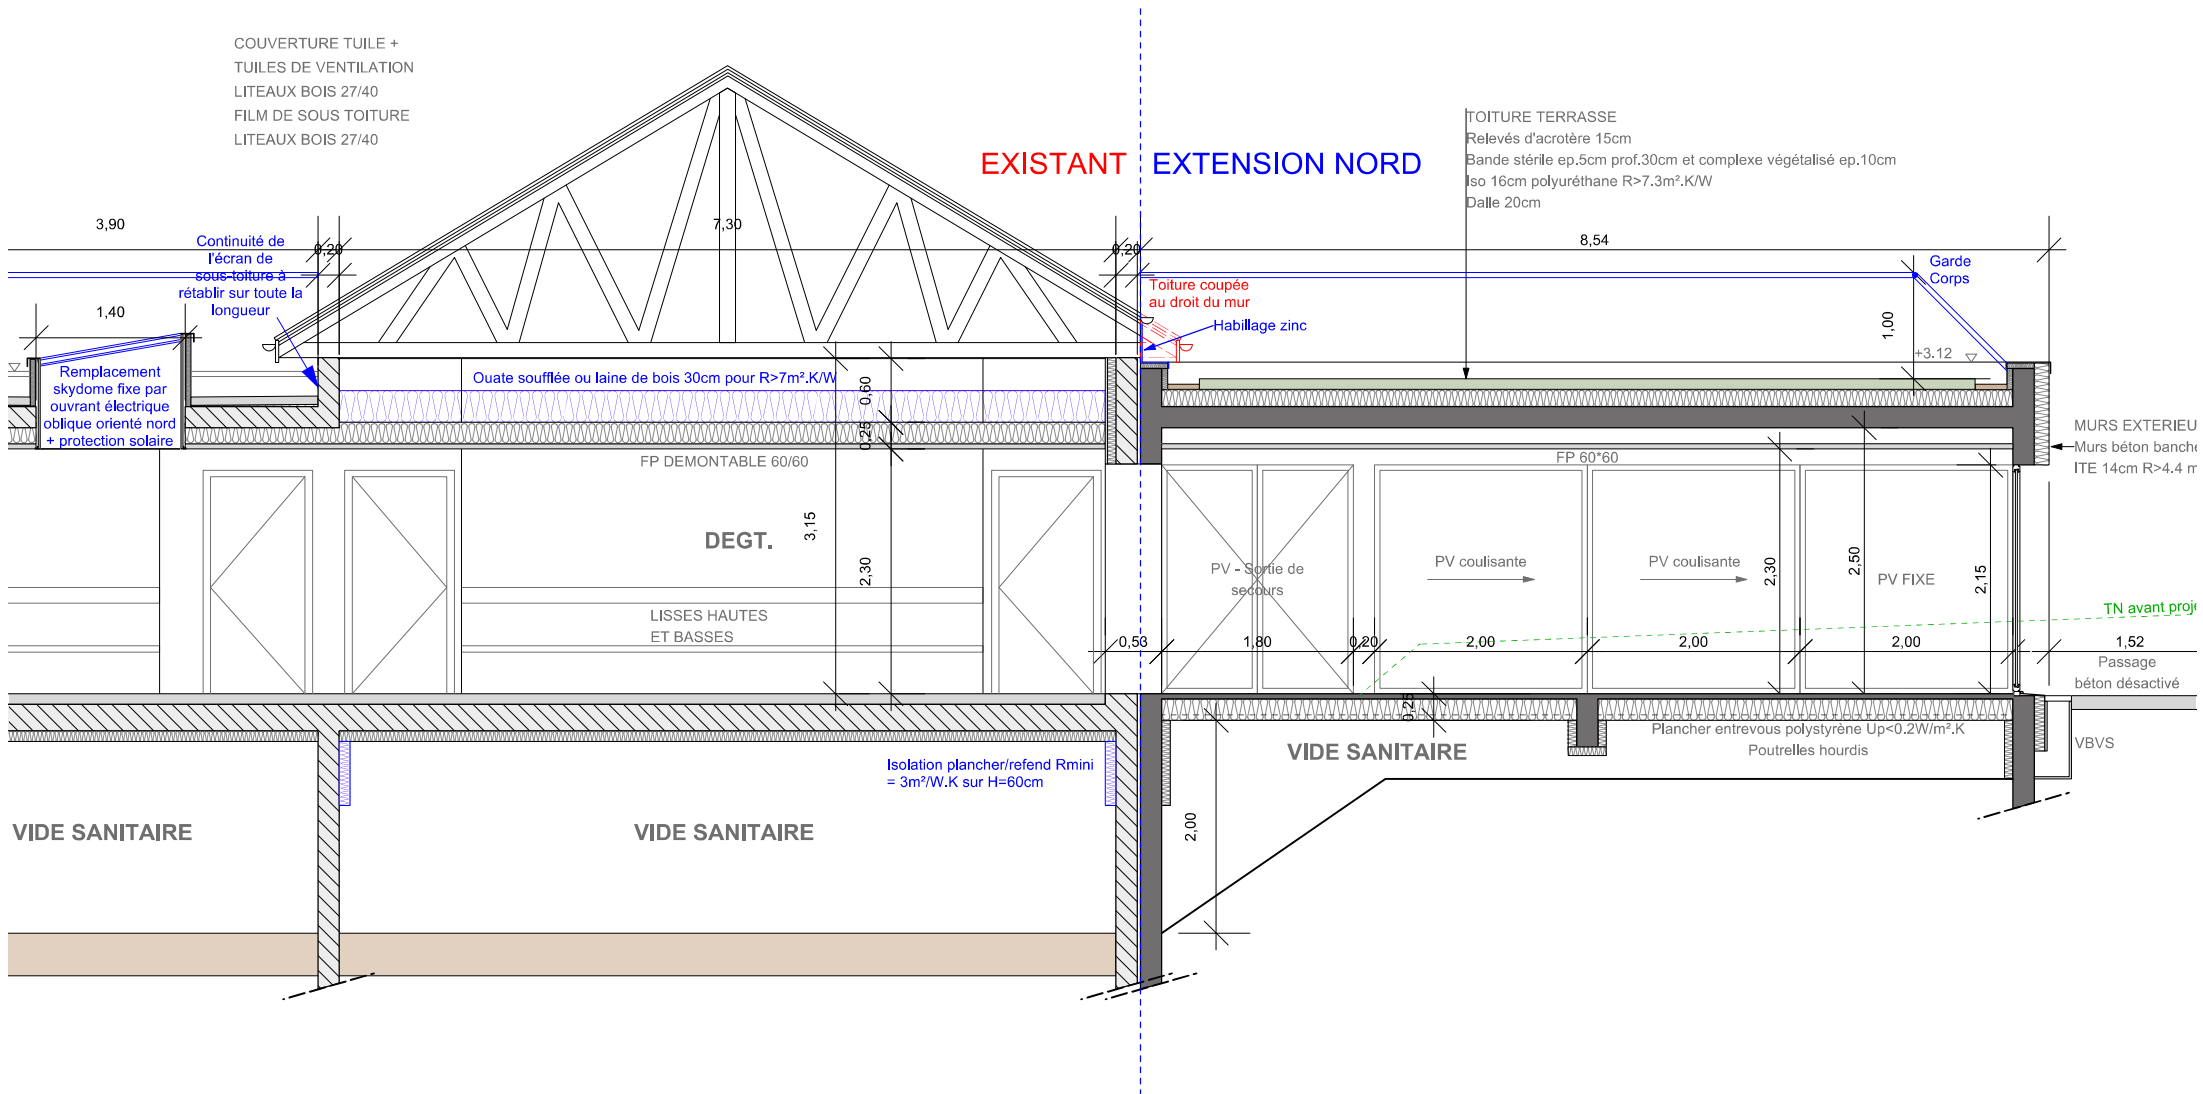 COUVERTURE TUILE +
TUILES DE VENTILATION
LITEAUX BOIS 27/40
FILM DE SOUS TOITURE
LITEAUX BOIS 27/40
EXISTANT
EXTENSION NORD
TOITURE TERRASSE
Relevés d'acrotère 15cm
Bande stérile ep.5cm prof.30cm et complexe végétalisé ep.10cm
Iso 16cm polyuréthane R>7.3m².K/W
Dalle 20cm
3,90
0,20
7,30
0,20
8,54
Continuité de
l'écran de
sous-toiture à
rétablir sur toute la
longueur
1,40
Toiture coupée
au droit du mur
Habillage zinc
Garde
Corps
1,00
+3.12
Remplacement
skydome fixe par
ouvrant électrique
oblique orienté nord
+ protection solaire
Ouate soufflée ou laine de bois 30cm pour R>7m².K/W
0,60
0,25
FP DEMONTABLE 60/60
FP 60*60
MURS EXTERIEU
Murs béton banché
ITE 14cm R>4.4 m
DEGT.
3,15
2,30
PV - Sortie de
secours
PV coulisante
PV coulisante
PV FIXE
2,30
2,50
2,15
LISSES HAUTES
ET BASSES
TN avant proje
0,53
1,80
0,20
2,00
2,00
2,00
1,52
Passage
béton désactivé
0,25
Plancher entrevous polystyrène Up<0.2W/m².K
Poutrelles hourdis
VIDE SANITAIRE
VBVS
Isolation plancher/refend Rmini
= 3m²/W.K sur H=60cm
2,00
VIDE SANITAIRE
VIDE SANITAIRE